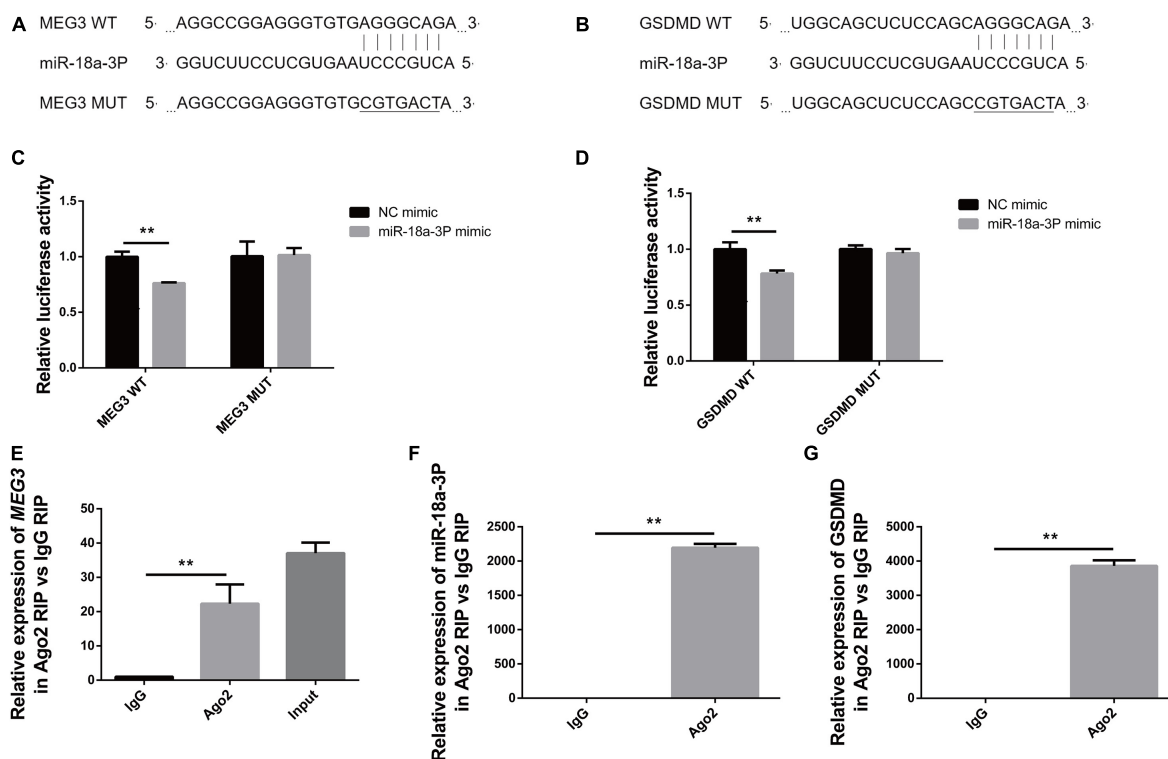 A
MEG3 WT 5' ...AGGCCGGAGGGTGTGAGGGCAGA...3'
miR-18a-3P 3' GGUCUUCCUCGUGAAUCCCGUCA 5'
MEG3 MUT 5' ...AGGCCGGAGGGTGTGCGTGACTA...3'
B
GSDMD WT 5' ...UGGCAGCUCUCCAGCAGGGCAGA...3'
miR-18a-3P 3' GGUCUUCCUCGUGAAUCCCGUCA 5'
GSDMD MUT 5' ...UGGCAGCUCUCCAGCCGTGACTA...3'
C
Relative luciferase activity
1.5
1.0
0.5
0.0
**
NC mimic
miR-18a-3P mimic
MEG3 WT
MEG3 MUT
D
Relative luciferase activity
1.5
1.0
0.5
0.0
**
NC mimic
miR-18a-3P mimic
GSDMD WT
GSDMD MUT
E
Relative expression of MEG3
in Ago2 RIP vs IgG RIP
50
40
30
20
10
0
**
IgG
Ago2
Input
F
Relative expression of miR-18a-3P
in Ago2 RIP vs IgG RIP
2500
2000
1500
1000
500
0
**
IgG
Ago2
G
Relative expression of GSDMD
in Ago2 RIP vs IgG RIP
5000
4000
3000
2000
1000
0
**
IgG
Ago2